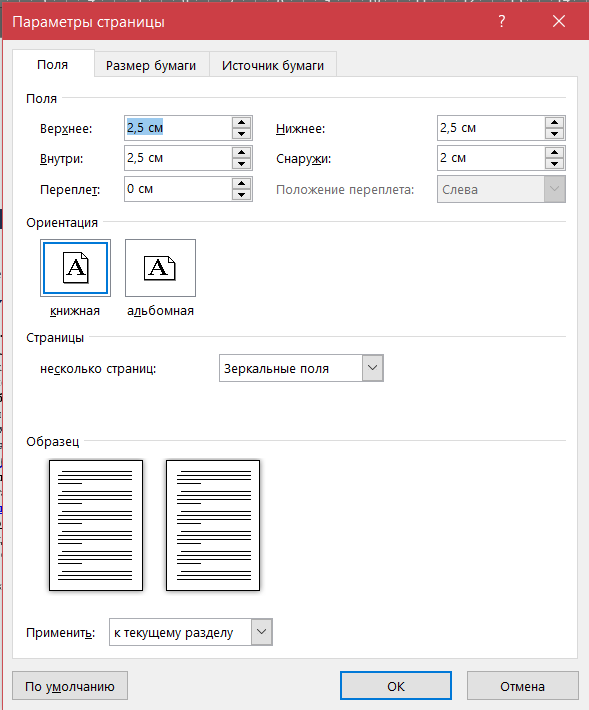 Параметры страницы
Поля Размер бумаги Источник бумаги
Поля
Верхнее: 2,5 см Нижнее: 2,5 см
Внутри: 2,5 см Снаружи: 2 см
Переплет: 0 см Положение переплета: Слева
Ориентация
A A
книжная альбомная
Страницы
несколько страниц: Зеркальные поля
Образец
Применить: к текущему разделу
По умолчанию ОК Отмена